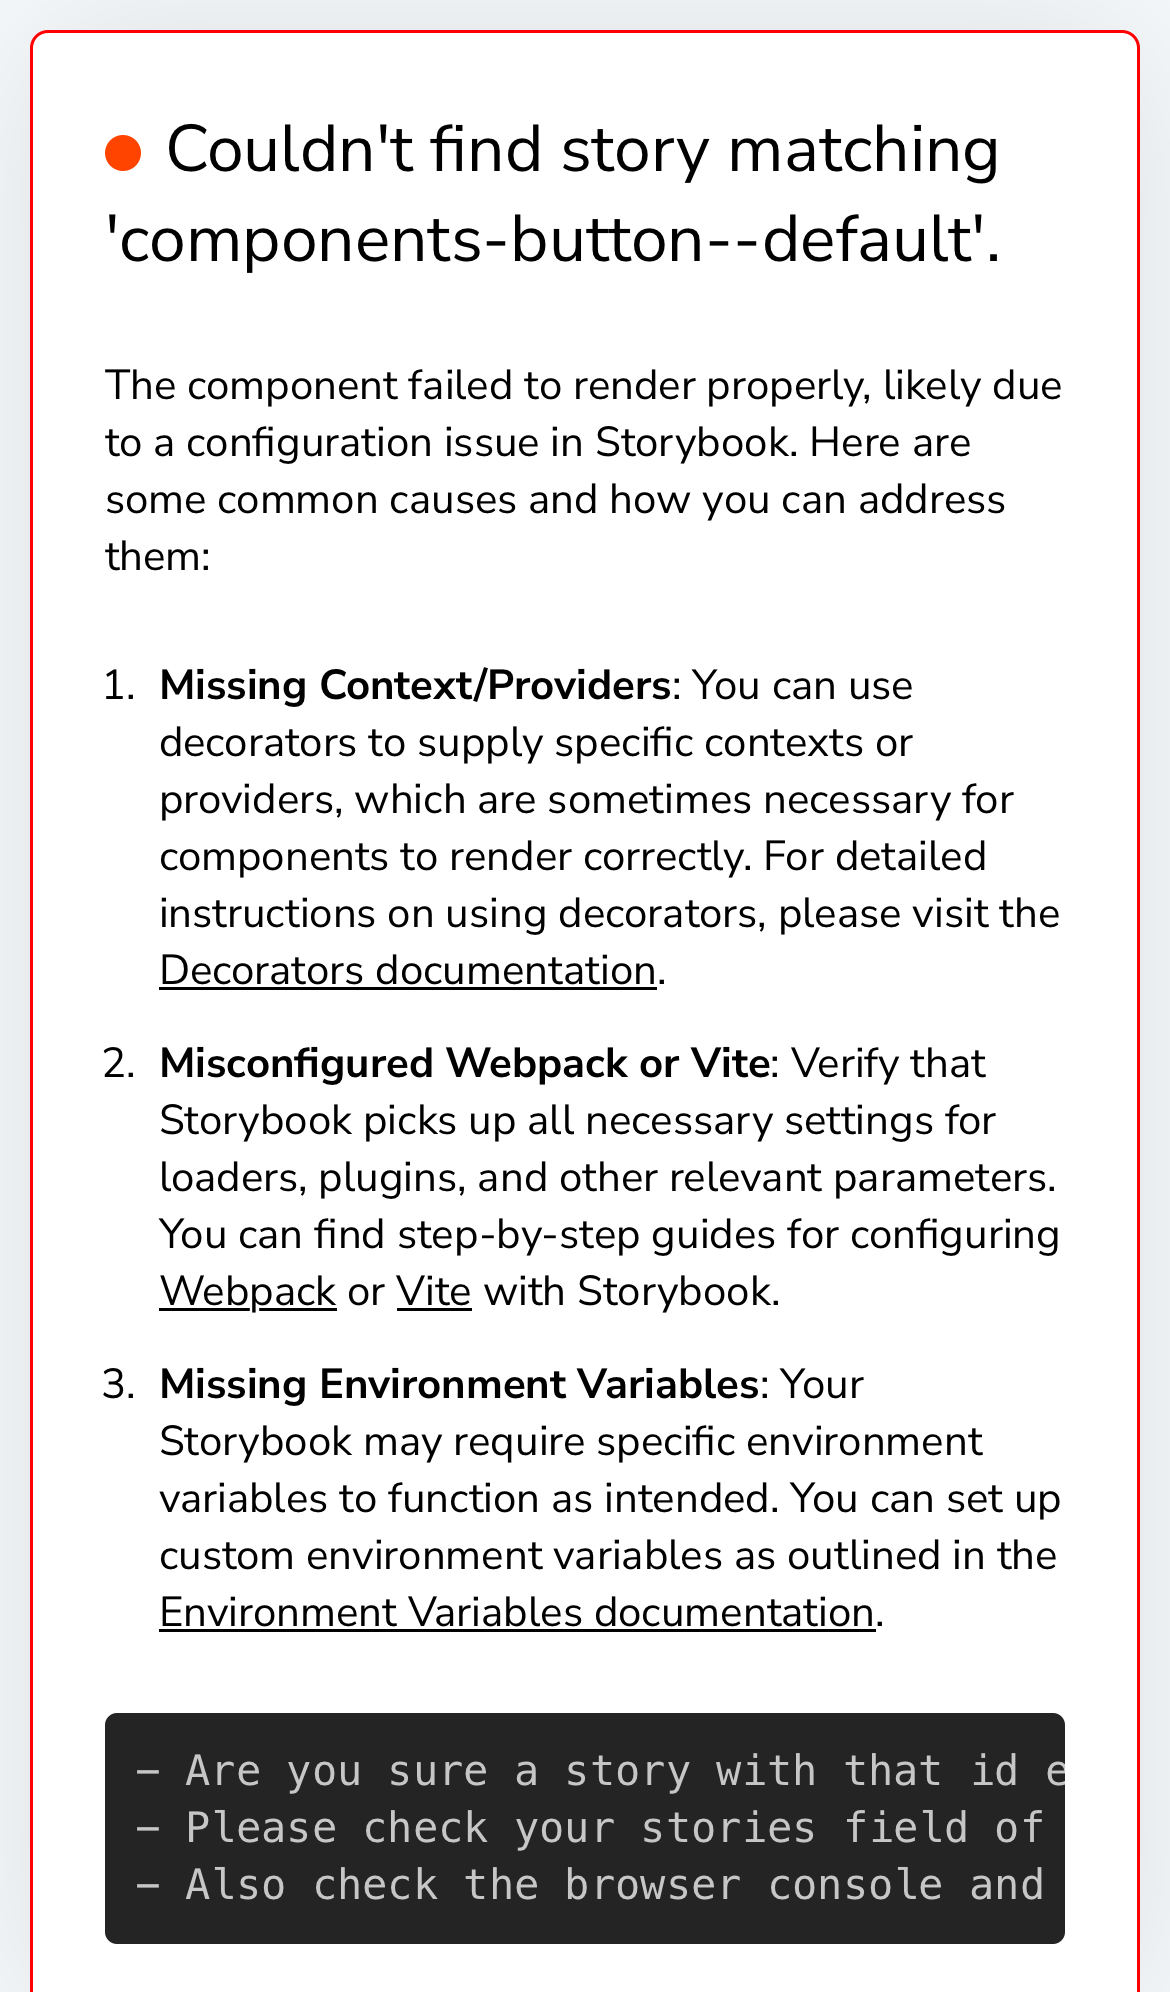 Couldn't find story matching
'components-button--default'.
The component failed to render properly, likely due
to a configuration issue in Storybook. Here are
some common causes and how you can address
them:
1. Missing Context/Providers: You can use
decorators to supply specific contexts or
providers, which are sometimes necessary for
components to render correctly. For detailed
instructions on using decorators, please visit the
Decorators documentation.
2. Misconfigured Webpack or Vite: Verify that
Storybook picks up all necessary settings for
loaders, plugins, and other relevant parameters.
You can find step-by-step guides for configuring
Webpack or Vite with Storybook.
3. Missing Environment Variables: Your
Storybook may require specific environment
variables to function as intended. You can set up
custom environment variables as outlined in the
Environment Variables documentation.
- Are you sure a story with that id
- Please check your stories field of
- Also check the browser console and